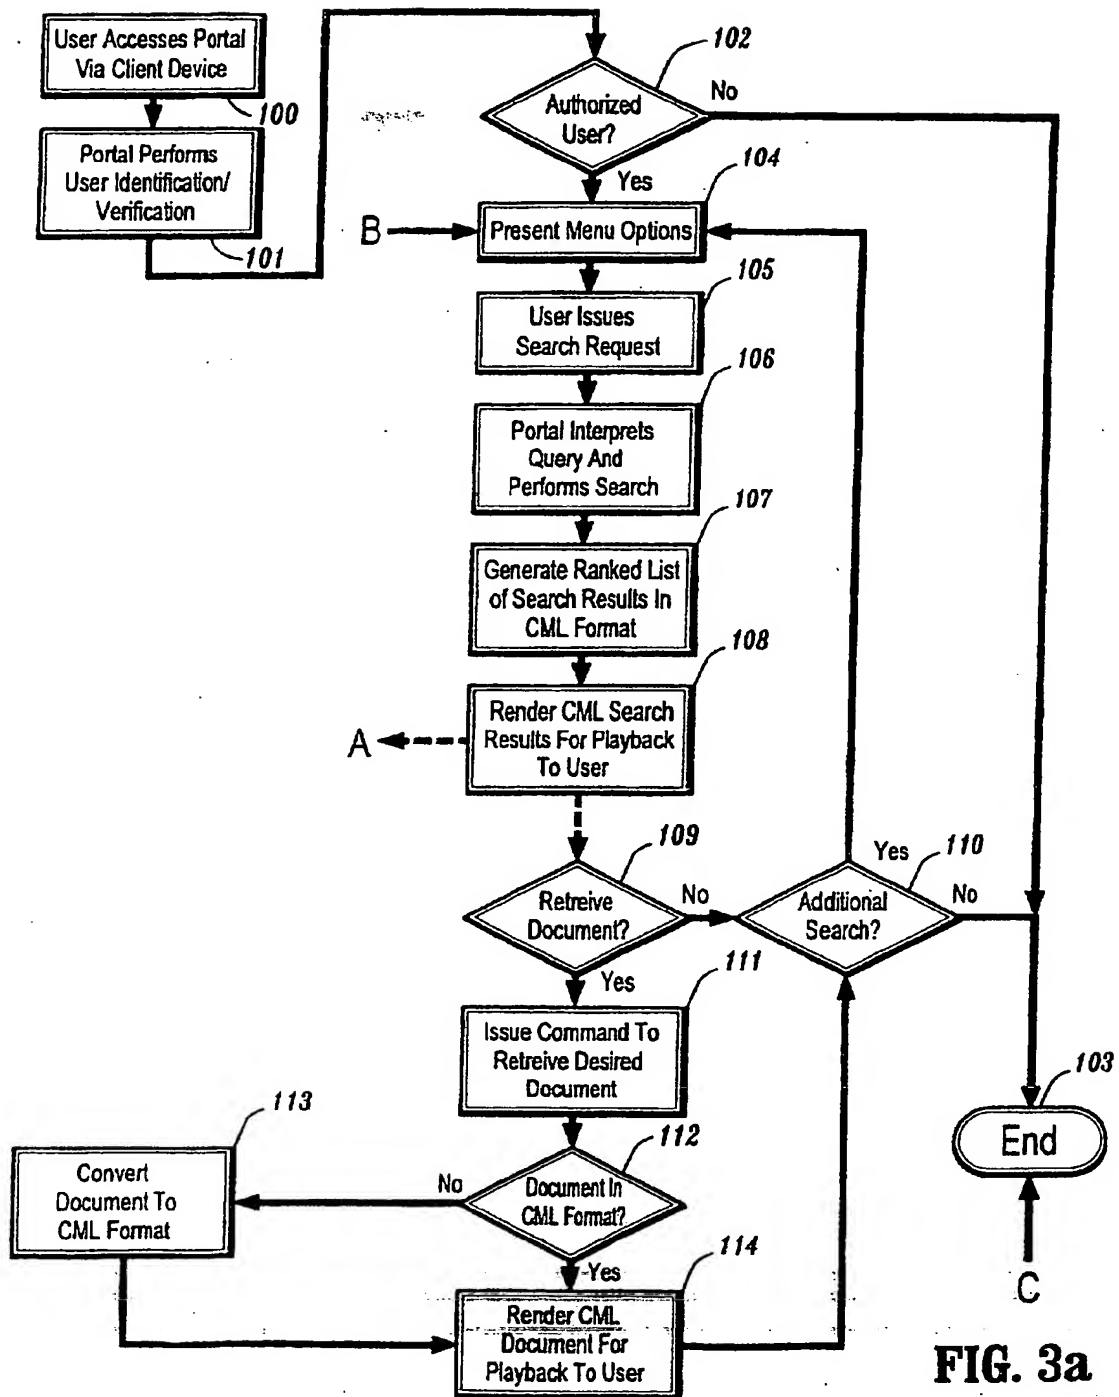 User Accesses Portal
Via Client Device
100
Portal Performs
User Identification/
Verification
101
102
Authorized
User?
No
Yes
104
B
Present Menu Options
105
User Issues
Search Request
106
Portal Interprets
Query And
Performs Search
107
Generate Ranked List
of Search Results In
CML Format
108
Render CML Search
Results For Playback
To User
A
109
Retreive
Document?
No
Yes
110
Additional
Search?
Yes
No
111
Issue Command To
Retreive Desired
Document
103
End
C
112
Document In
CML Format?
No
Yes
113
Convert
Document To
CML Format
114
Render CML
Document For
Playback To User
FIG. 3a